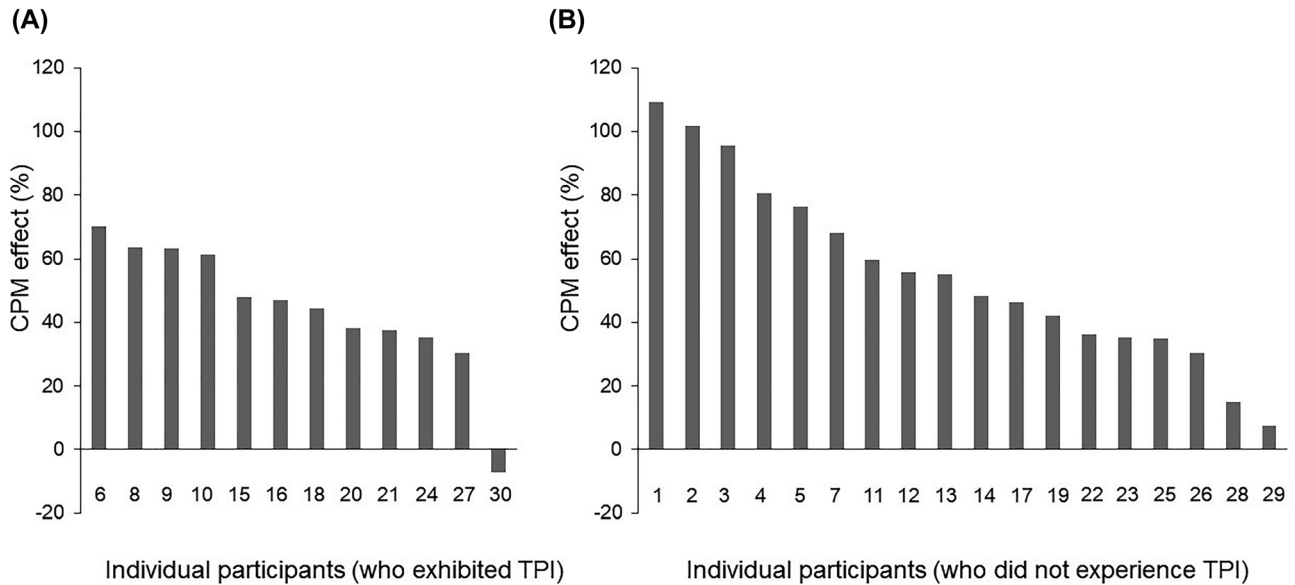 (A)
120
100
80
60
40
20
0
-20
CPM effect (%)
6 8 9 10 15 16 18 20 21 24 27 30
Individual participants (who exhibited TPI)
(B)
120
100
80
60
40
20
0
-20
CPM effect (%)
1 2 3 4 5 7 11 12 13 14 17 19 22 23 25 26 28 29
Individual participants (who did not experience TPI)